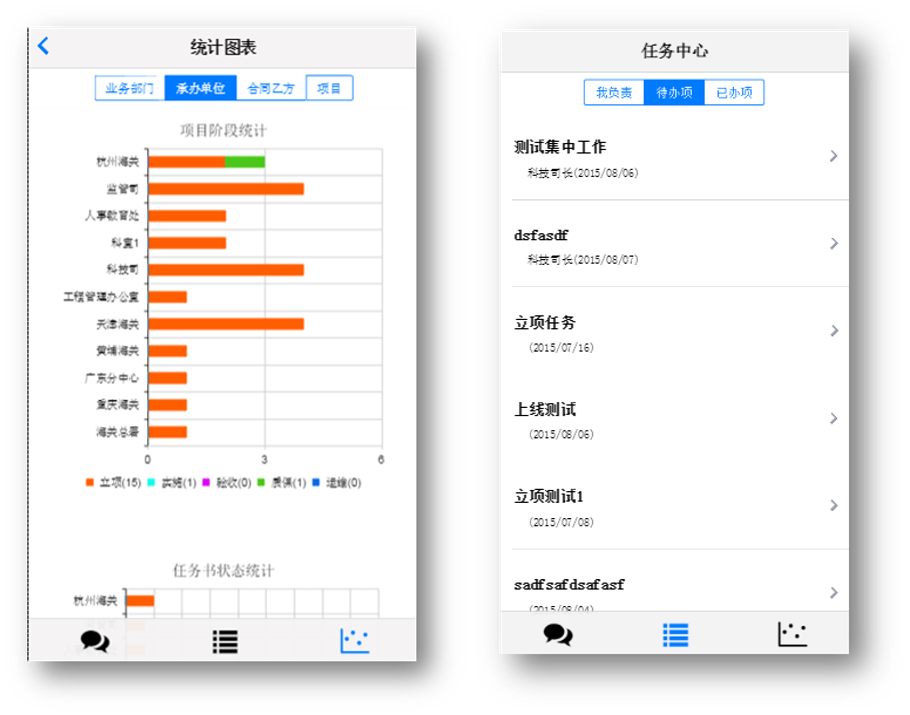 统计图表
业务部门 承办单位 合同乙方 项目
项目阶段统计
杭州海关
监管司
人事教育处
科室1
科技司
工程管理办公室
天津海关
黄埔海关
广东分中心
重庆海关
海关总署
0 3 6
立项(15) 实施(1) 验收(0) 质保(1) 运维(0)
任务书状态统计
杭州海关
任务中心
我负责 待办项 已办项
测试集中工作
科技司长(2015/08/06)
dsfasdf
科技司长(2015/08/07)
立项任务
(2015/07/16)
上线测试
(2015/08/06)
立项测试1
(2015/07/08)
sadfsafdsafasf
(2015/08/04)